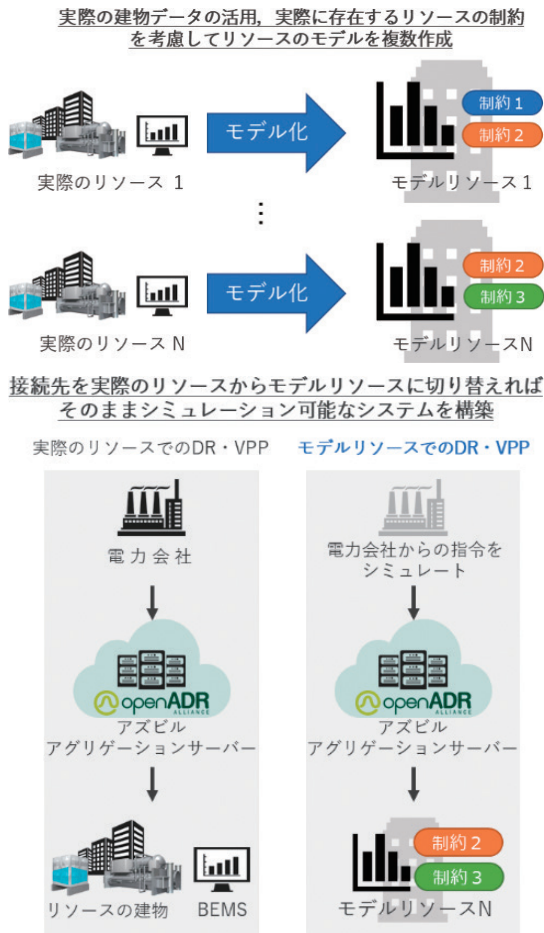 実際の建物データの活用，実際に存在するリソースの制約
を考慮してリソースのモデルを複数作成
モデル化
制約 1
制約 2
実際のリソース 1
モデルリソース 1
⋮
モデル化
制約 2
制約 3
実際のリソース N
モデルリソースN
接続先を実際のリソースからモデルリソースに切り替えれば
そのままシミュレーション可能なシステムを構築
実際のリソースでのDR・VPP
電力会社
openADR
ALLIANCE
アズビル
アグリゲーションサーバー
リソースの建物
BEMS
モデルリソースでのDR・VPP
電力会社からの指令を
シミュレート
openADR
ALLIANCE
アズビル
アグリゲーションサーバー
制約 2
制約 3
モデルリソースN